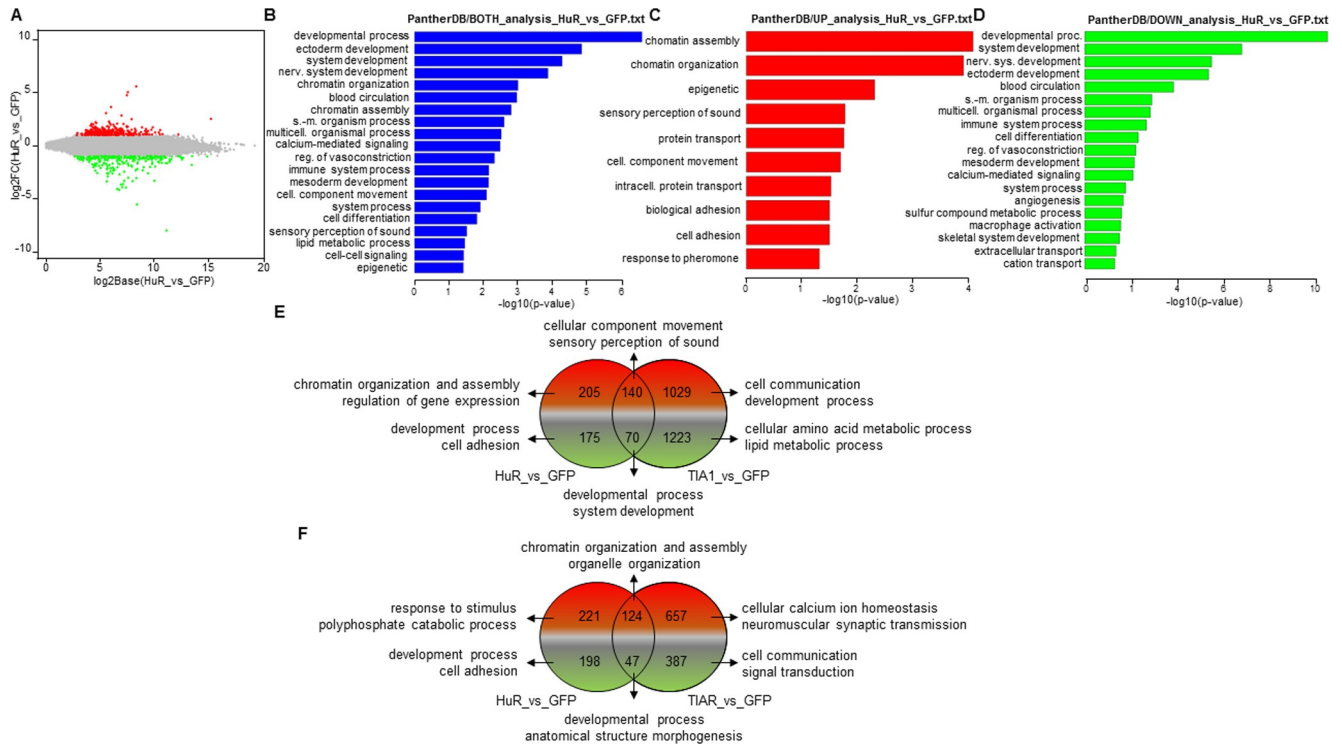 A
10
5
0
-5
-10
log2FC(HuR_vs_GFP)
0
5
10
15
20
log2Base(HuR_vs_GFP)
B
PantherDB/BOTH_analysis_HuR_vs_GFP.txt
developmental process
ectoderm development
system development
nerv. system development
chromatin organization
blood circulation
chromatin assembly
s.-m. organism process
multicell. organismal process
calcium-mediated signaling
reg. of vasoconstriction
immune system process
mesoderm development
cell. component movement
system process
cell differentiation
sensory perception of sound
lipid metabolic process
cell-cell signaling
epigenetic
0
1
2
3
4
5
6
-log10(p-value)
C
PantherDB/UP_analysis_HuR_vs_GFP.txt
chomatin assembly
chomatin organization
epigenetic
sensory perception of sound
protein transport
cell. component movement
intracell. protein transport
biological adhesion
cell adhesion
response to pheromone
0
1
2
3
4
-log10(p-value)
D
PantherDB/DOWN_analysis_HuR_vs_GFP.txt
developmental proc.
system development
nerv. sys. development
ectoderm development
blood circulation
s.-m. organism process
multicell. organismal process
immune system process
cell differentiation
reg. of vasoconstriction
mesoderm development
calcium-mediated signaling
system process
angiogenesis
sulfur compound metabolic process
macrophage activation
skeletal system development
extracellular transport
cation transport
0
1
4
6
8
10
-log10(p-value)
E
cellular component movement
sensory perception of sound
chromatin organization and assembly
regulation of gene expression
205
140
1029
cell communication
development process
development process
cell adhesion
175
70
1223
cellular amino acid metabolic process
lipid metabolic process
HuR_vs_GFP
TIA1_vs_GFP
developmental process
system development
F
chromatin organization and assembly
organelle organization
response to stimulus
polyphosphate catabolic process
221
124
657
cellular calcium ion homeostasis
neuromuscular synaptic transmission
development process
cell adhesion
198
47
387
cell communication
signal transduction
HuR_vs_GFP
TIAR_vs_GFP
developmental process
anatomical structure morphogenesis